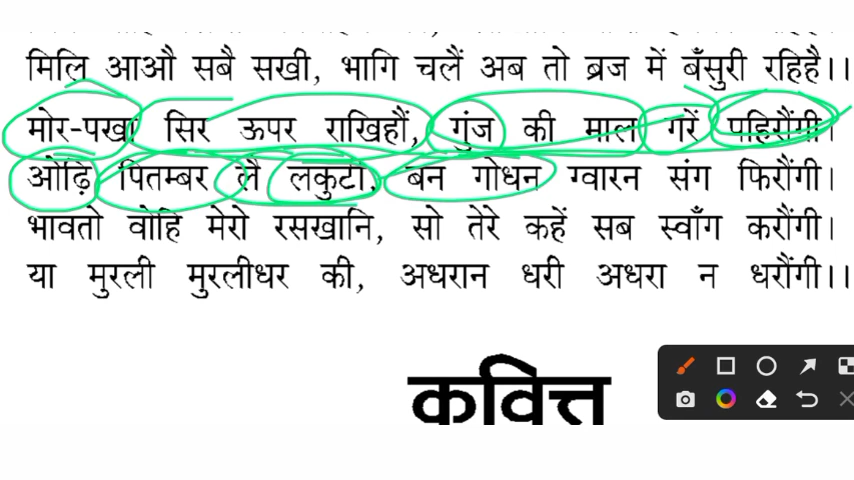 मिलि आऔ सबै सखी, भागि चलैं अब तो ब्रज में बँसुरी रहिहै।।
मोर-पखा सिर ऊपर राखिहौं, गुंज की माल गरें पहिरौंगी।
ओढ़ि पितम्बर लै लकुटी, बन गोधन ग्वारन संग फिरौंगी।
भावतो वोहि मेरो रसखानि, सो तेरे कहें सब स्वाँग करौंगी।
या मुरली मुरलीधर की, अधरान धरी अधरा न धरौंगी।।
कवित्त